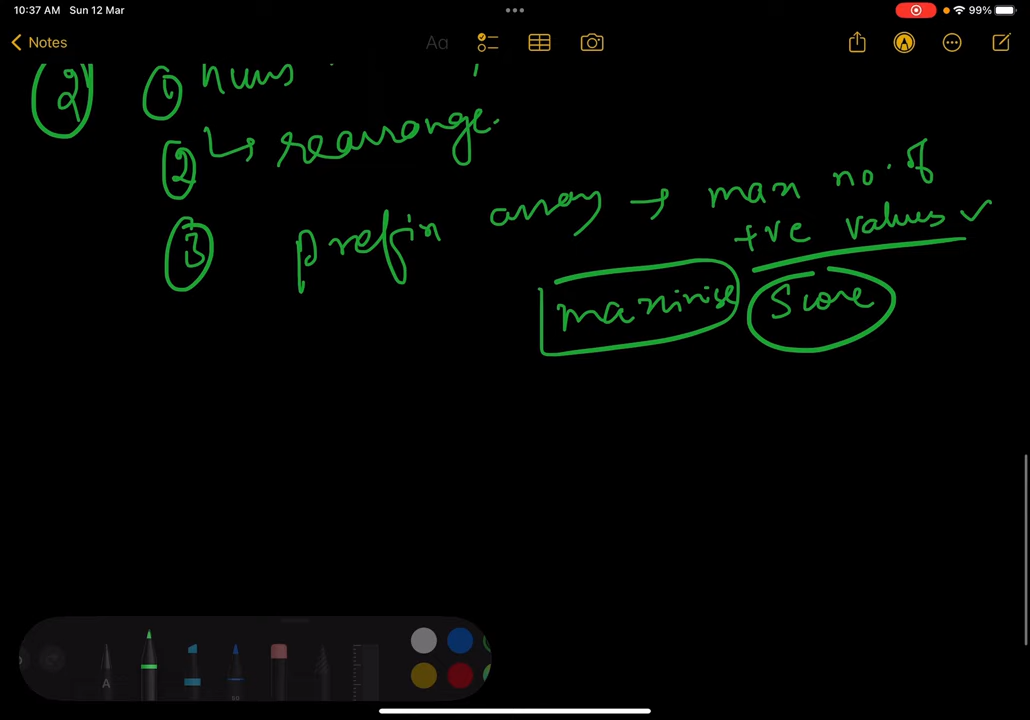 10:37 AM Sun 12 Mar
99%
Notes
Aa
② ① nums
② ↳ rearrange.
③ prefix array → max no. of
+ve values ✓
maximise Score
A